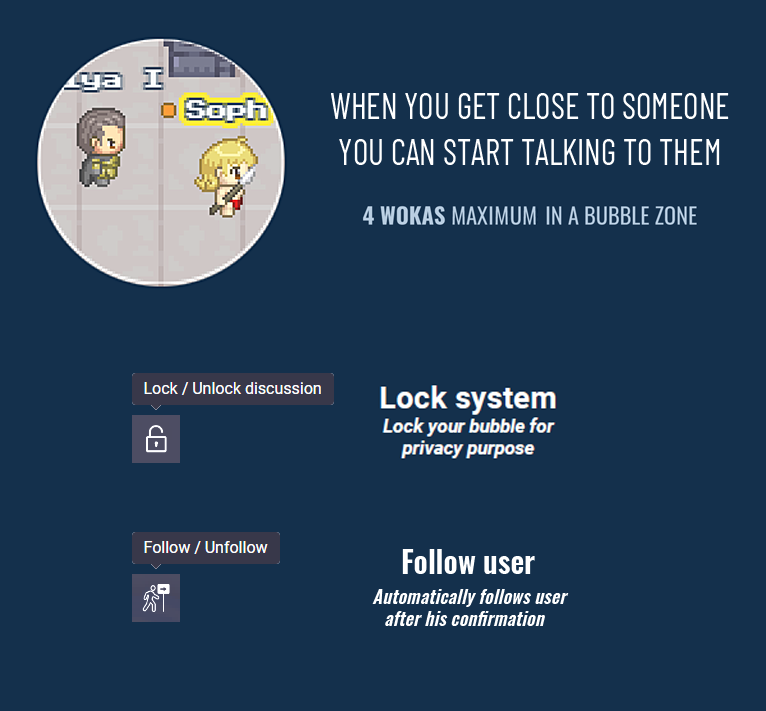 Soph
WHEN YOU GET CLOSE TO SOMEONE
YOU CAN START TALKING TO THEM
4 WOKAS MAXIMUM IN A BUBBLE ZONE
Lock / Unlock discussion
Lock system
Lock your bubble for
privacy purpose
Follow / Unfollow
Follow user
Automatically follows user
after his confirmation